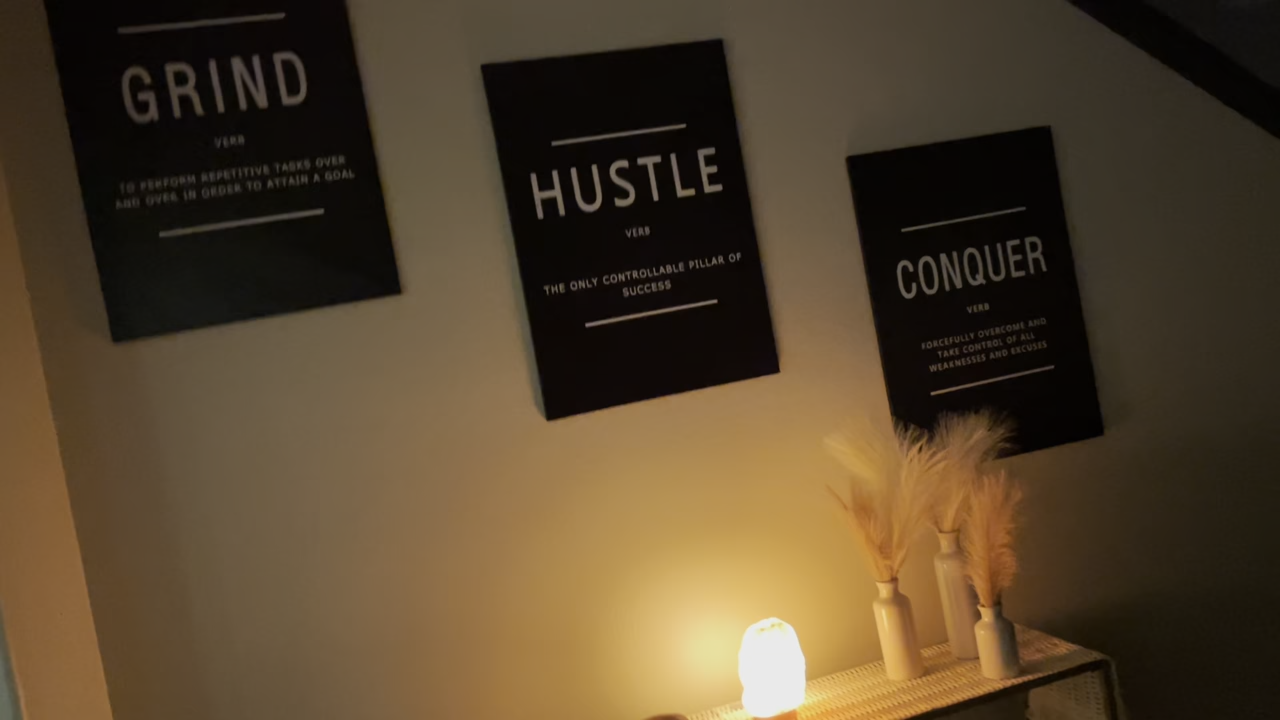 GRIND
VERB
TO PERFORM REPETITIVE TASKS OVER
AND OVER IN ORDER TO ATTAIN A GOAL
HUSTLE
VERB
THE ONLY CONTROLLABLE PILLAR OF
SUCCESS
CONQUER
VERB
FORCEFULLY OVERCOME AND
TAKE CONTROL OF ALL
WEAKNESSES AND EXCUSES